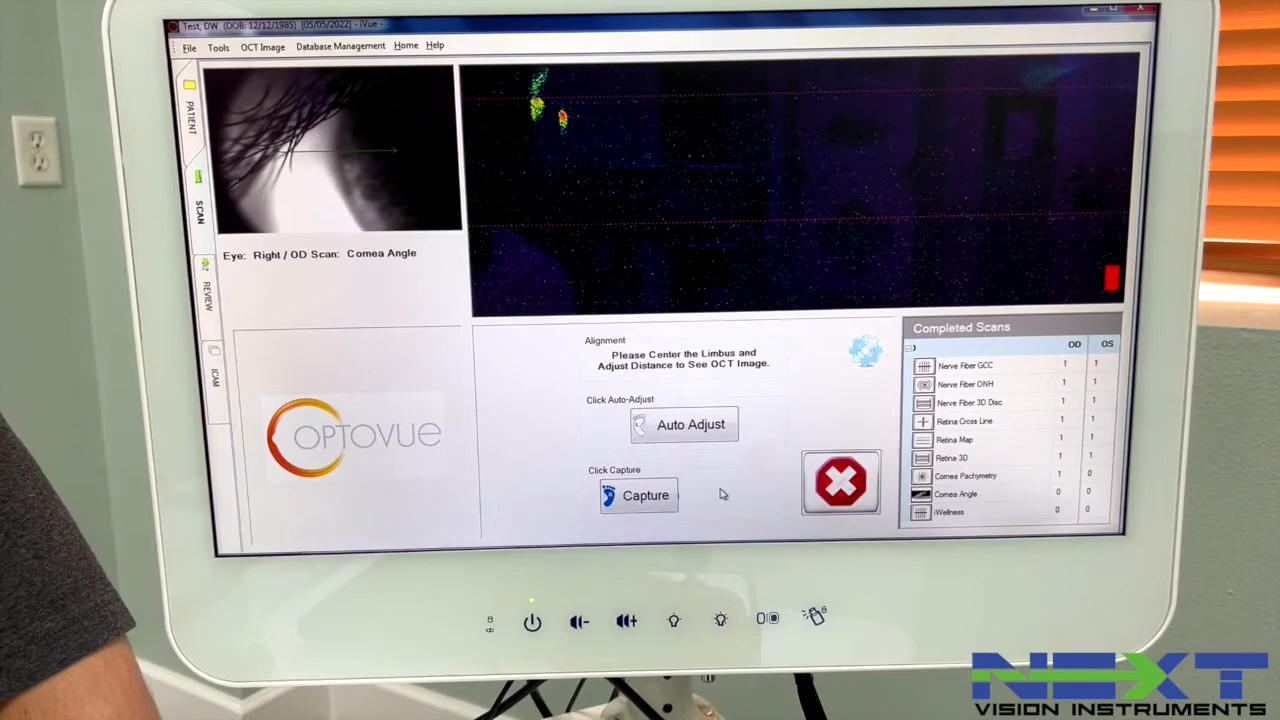 Test, DW (DOB: 12/12/1985) [05/05/2022] - iVue -
File Tools OCT Image Database Management Home Help
PATIENT
SCAN
REVIEW
iCAM
Eye: Right / OD Scan: Cornea Angle
OPTOVUE
Alignment
Please Center the Limbus and
Adjust Distance to See OCT Image.
Click Auto-Adjust
Auto Adjust
Click Capture
Capture
Completed Scans
OD OS
Nerve Fiber GCC 1 1
Nerve Fiber ONH 1 1
Nerve Fiber 3D Disc 1 1
Retina Cross Line 1 1
Retina Map 1 1
Retina 3D 1 1
Cornea Pachymetry 1 0
Cornea Angle 0 0
iWellness 0 0
NEXT
VISION INSTRUMENTS